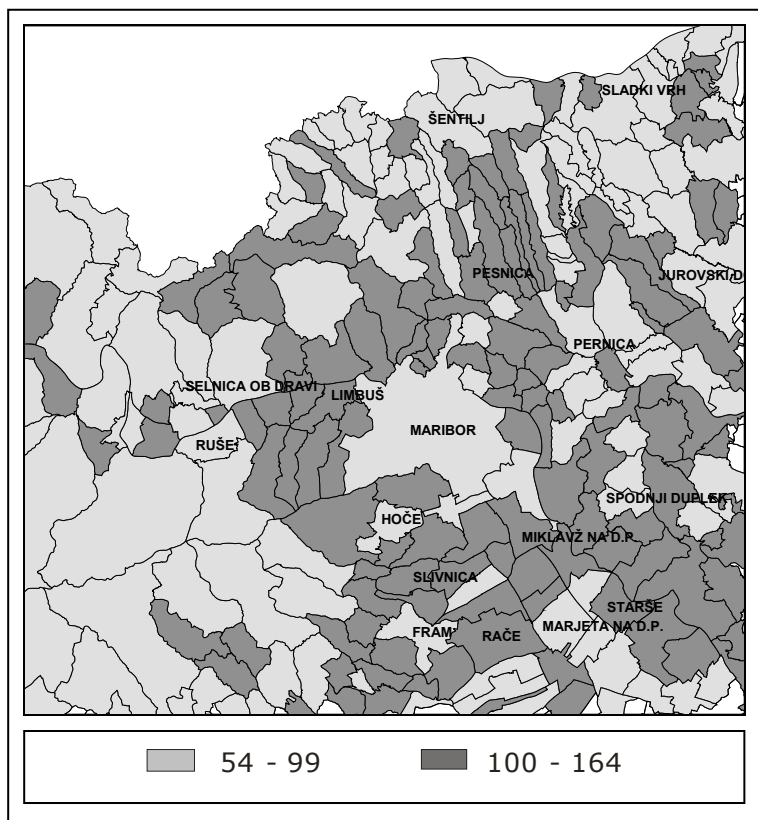 SLADKI VRH
ŠENTILJ
PESNICA
JUROVSKI D
PERNICA
SELNICA OB DRAVI
LIMBUŠ
MARIBOR
RUŠE
SPODNJI DUPLEK
HOČE
MIKLAVŽ NA D.P.
SLIVNICA
STARŠE
MARJETA NA D.P.
FRAM
RAČE
54 - 99 100 - 164